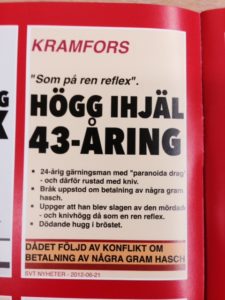 KRAMFORS
"Som på ren reflex".
HÖGG IHJÄL
43-ÅRING
• 24-årig gärningsman med "paranoida drag"
- och därför rustad med kniv.
• Bråk uppstod om betalning av några gram
hasch.
• Uppger att han blev slagen av den mördade
- och knivhögg då som en ren reflex.
• Dödande hugg i bröstet.
DÅDET FÖLJD AV KONFLIKT OM
BETALNING AV NÅGRA GRAM HASCH
SVT NYHETER - 2012-06-21